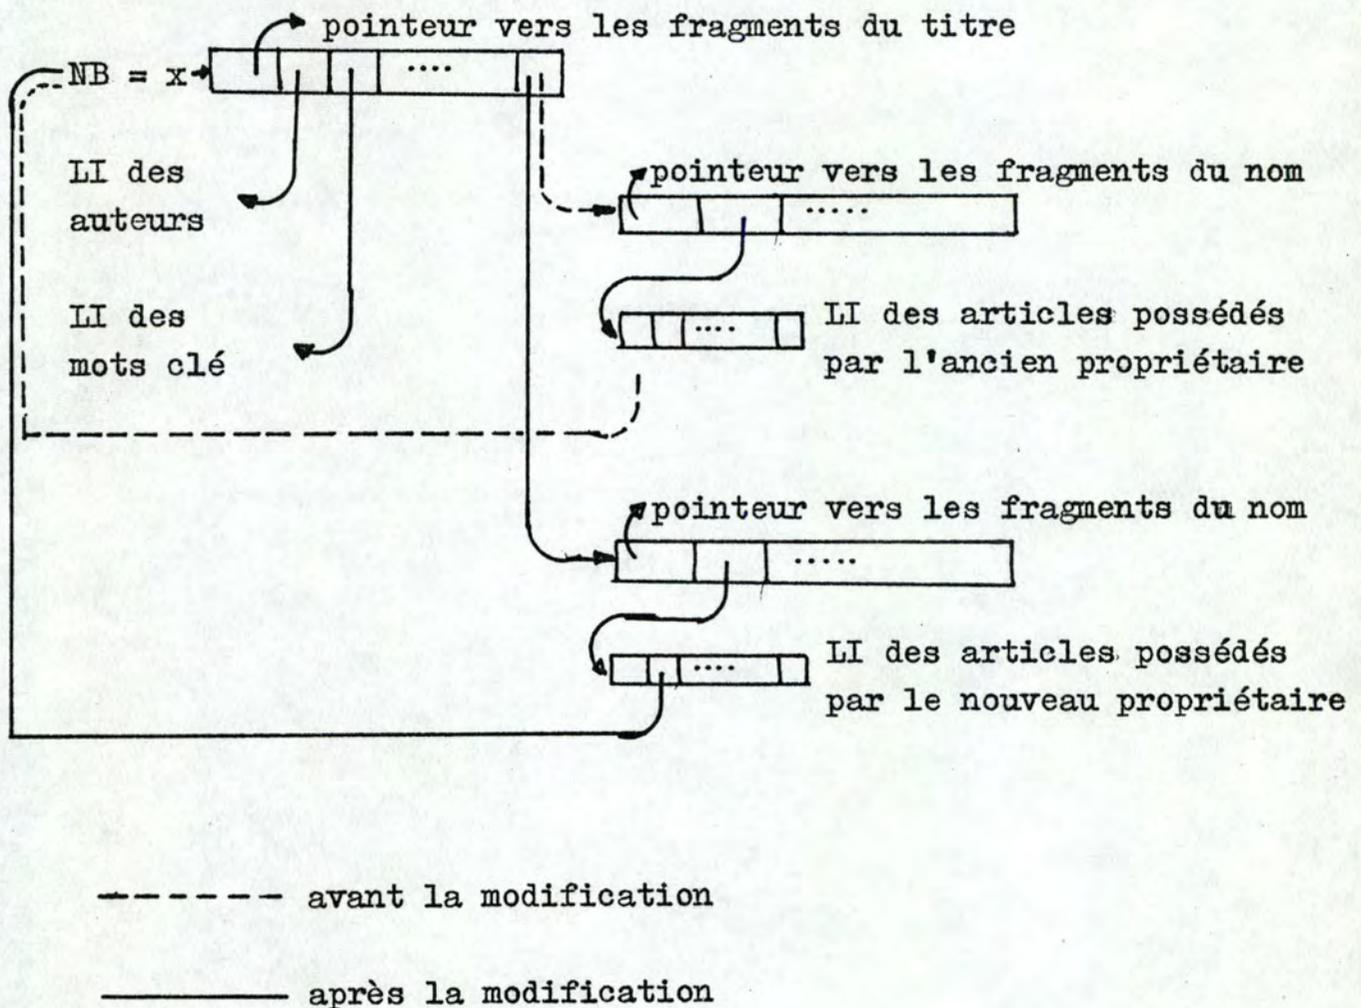 pointeur vers les fragments du titre
NB = x
....
LI des
auteurs
pointeur vers les fragments du nom
.....
LI des
mots clé
....
LI des articles possédés
par l'ancien propriétaire
pointeur vers les fragments du nom
.....
....
LI des articles possédés
par le nouveau propriétaire
avant la modification
après la modification